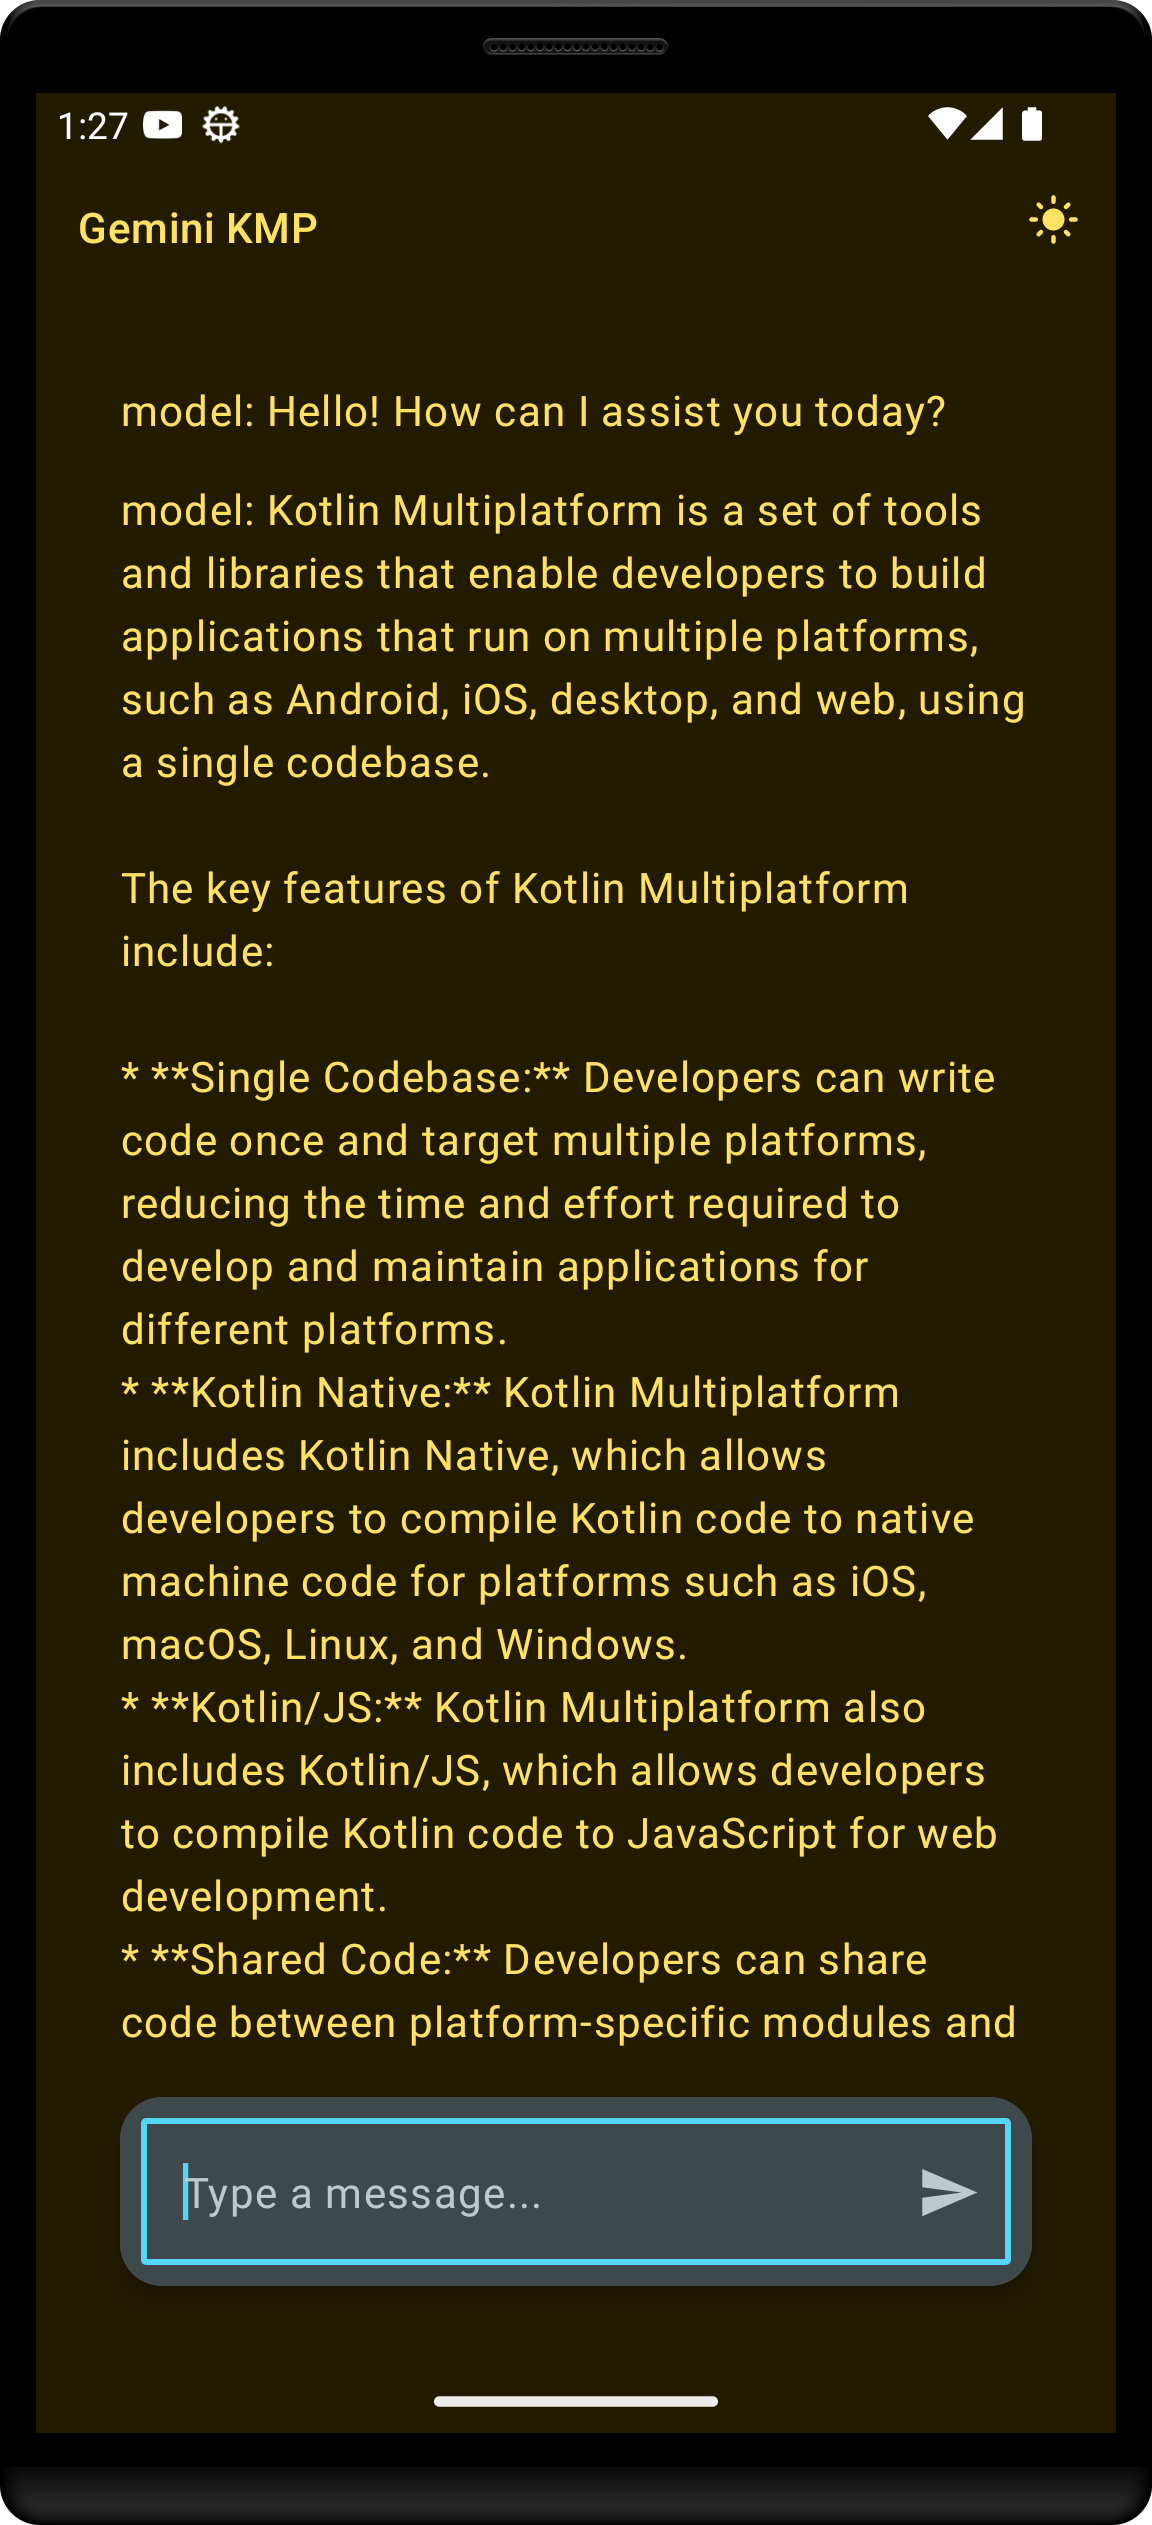 1:27
Gemini KMP
model: Hello! How can I assist you today?
model: Kotlin Multiplatform is a set of tools
and libraries that enable developers to build
applications that run on multiple platforms,
such as Android, iOS, desktop, and web, using
a single codebase.
The key features of Kotlin Multiplatform
include:
* **Single Codebase:** Developers can write
code once and target multiple platforms,
reducing the time and effort required to
develop and maintain applications for
different platforms.
* **Kotlin Native:** Kotlin Multiplatform
includes Kotlin Native, which allows
developers to compile Kotlin code to native
machine code for platforms such as iOS,
macOS, Linux, and Windows.
* **Kotlin/JS:** Kotlin Multiplatform also
includes Kotlin/JS, which allows developers
to compile Kotlin code to JavaScript for web
development.
* **Shared Code:** Developers can share
code between platform-specific modules and
Type a message...